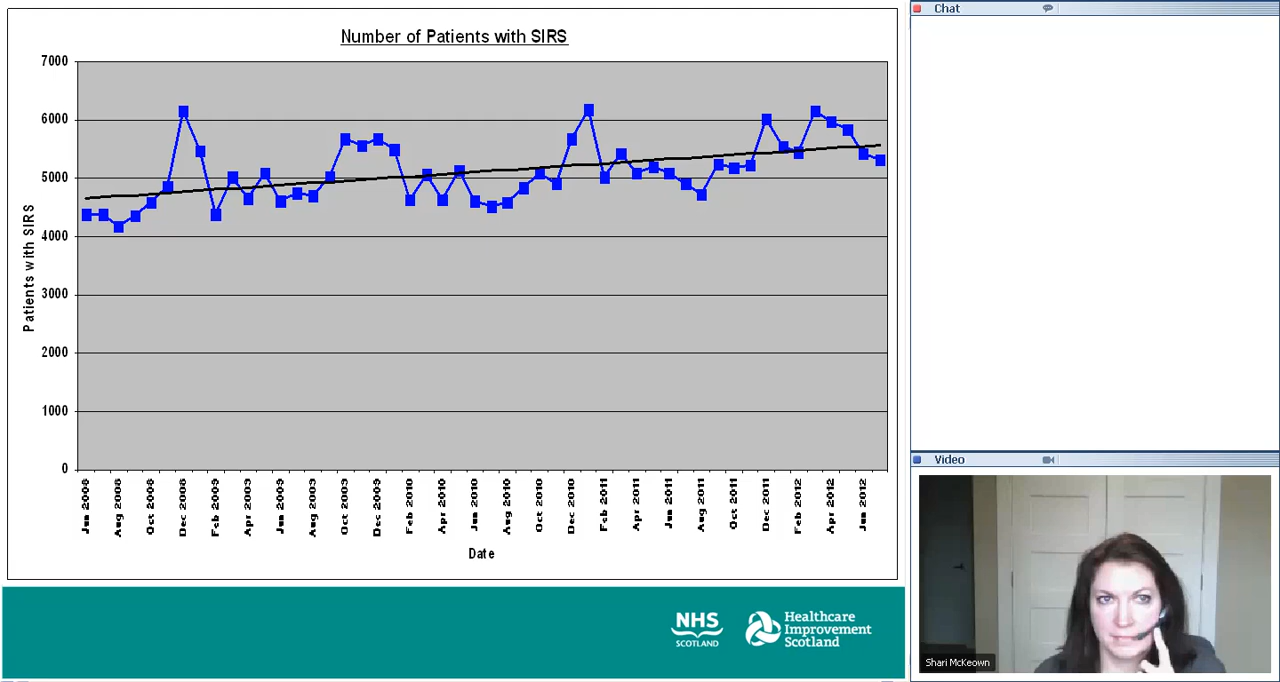 Number of Patients with SIRS
7000
6000
5000
4000
3000
2000
1000
0
Patients with SIRS
Jun 2008
Aug 2008
Oct 2008
Dec 2008
Feb 2009
Apr 2009
Jun 2009
Aug 2009
Oct 2009
Dec 2009
Feb 2010
Apr 2010
Jun 2010
Aug 2010
Oct 2010
Dec 2010
Feb 2011
Apr 2011
Jun 2011
Aug 2011
Oct 2011
Dec 2011
Feb 2012
Apr 2012
Jun 2012
Date
NHS
SCOTLAND
Healthcare
Improvement
Scotland
Chat
Video
Shari McKeown